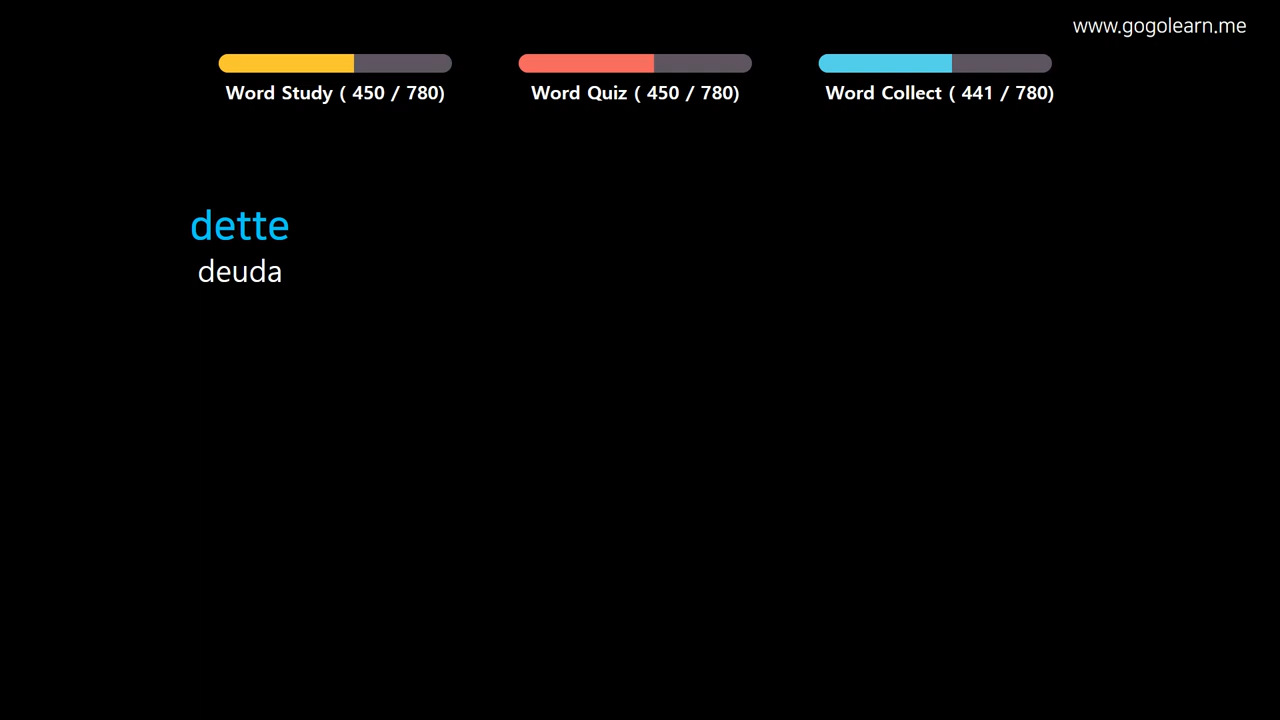 www.gogolearn.me
Word Study ( 450 / 780)
Word Quiz ( 450 / 780)
Word Collect ( 441 / 780)
dette
deuda